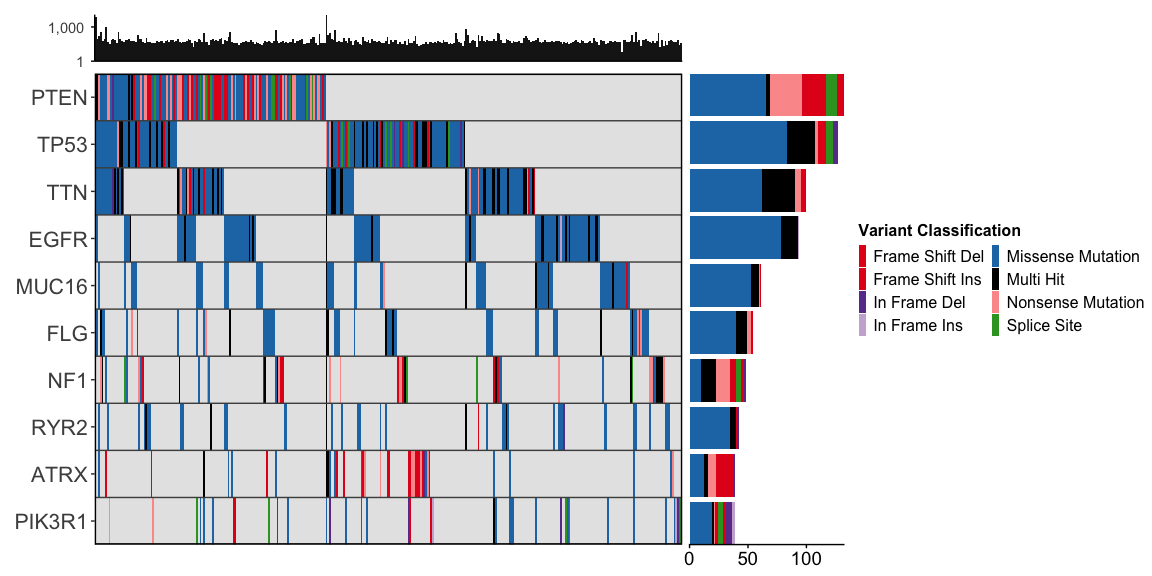 1,000
1
PTEN
TP53
TTN
EGFR
MUC16
FLG
NF1
RYR2
ATRX
PIK3R1
0 50 100
Variant Classification
Frame Shift Del Missense Mutation
Frame Shift Ins Multi Hit
In Frame Del Nonsense Mutation
In Frame Ins Splice Site